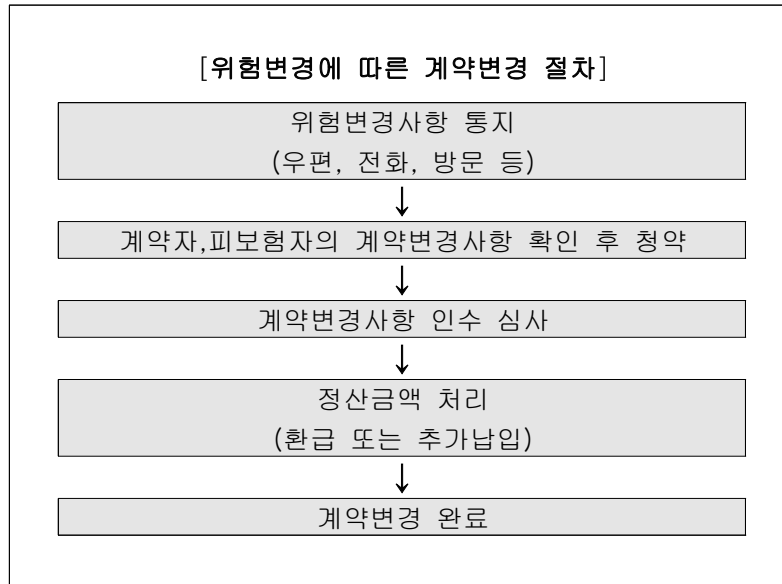 [위험변경에 따른 계약변경 절차]
위험변경사항 통지
(우편, 전화, 방문 등)
↓
계약자,피보험자의 계약변경사항 확인 후 청약
↓
계약변경사항 인수 심사
↓
정산금액 처리
(환급 또는 추가납입)
↓
계약변경 완료